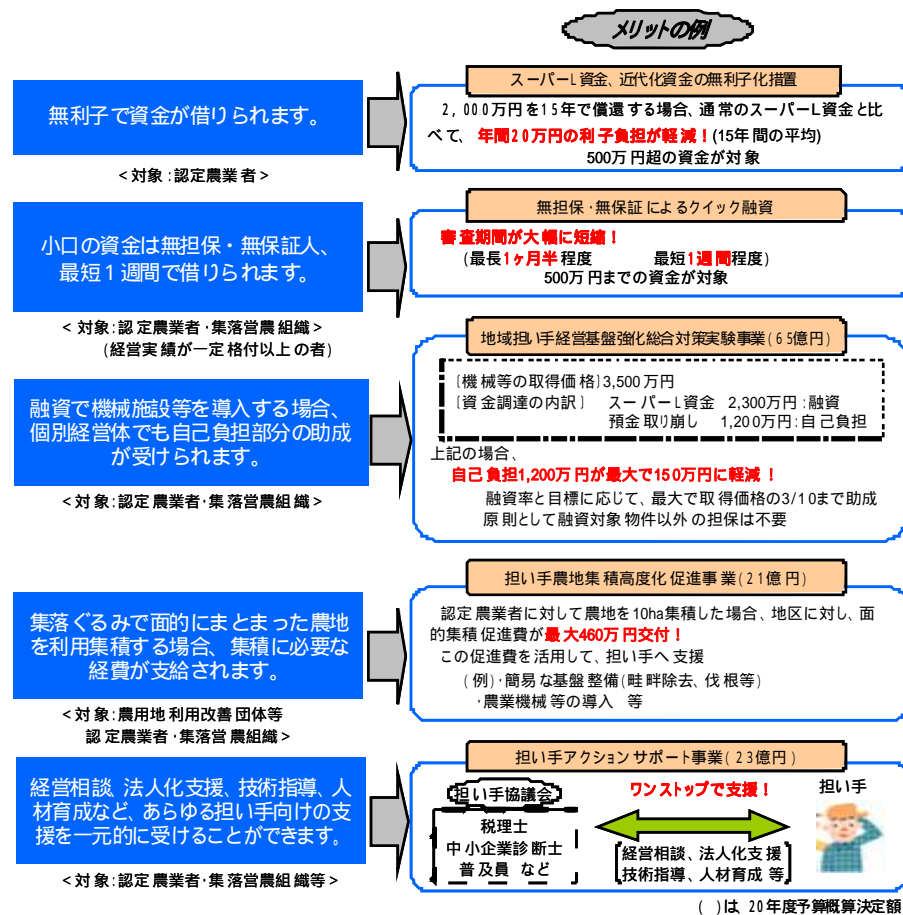 メリットの例
無利子で資金が借りられます。
<対象:認定農業者>
スーパーL資金、近代化資金の無利子化措置
2,000万円を15年で償還する場合、通常のスーパーL資金と比
べて、年間20万円の利子負担が軽減!(15年間の平均)
500万円超の資金が対象
小口の資金は無担保・無保証人、
最短1週間で借りられます。
<対象:認定農業者・集落営農組織>
(経営実績が一定格付以上の者)
無担保・無保証によるクイック融資
審査期間が大幅に短縮!
(最長1ヶ月半程度 最短1週間程度)
500万円までの資金が対象
融資で機械施設等を導入する場合、
個別経営体でも自己負担部分の助成
が受けられます。
<対象:認定農業者・集落営農組織>
地域担い手経営基盤強化総合対策実験事業(65億円)
〔機械等の取得価格〕3,500万円
〔資金調達の内訳〕 スーパーL資金 2,300万円:融資
預金取り崩し 1,200万円:自己負担
上記の場合、
自己負担1,200万円が最大で150万円に軽減!
融資率と目標に応じて、最大で取得価格の3/10まで助成
原則として融資対象物件以外の担保は不要
集落ぐるみで面的にまとまった農地
を利用集積する場合、集積に必要な
経費が支給されます。
<対象:農用地利用改善団体等
認定農業者・集落営農組織>
担い手農地集積高度化促進事業(21億円)
認定農業者に対して農地を10ha集積した場合、地区に対し、面
的集積促進費が最大460万円交付!
この促進費を活用して、担い手へ支援
(例)・簡易な基盤整備(畦畔除去、伐根等)
・農業機械等の導入 等
経営相談、法人化支援、技術指導、人
材育成など、あらゆる担い手向けの支
援を一元的に受けることができます。
<対象:認定農業者・集落営農組織等>
担い手アクションサポート事業(23億円)
担い手協議会
税理士
中小企業診断士
普及員 など
ワンストップで支援!
経営相談、法人化支援
技術指導、人材育成 等
担い手
( )は、20年度予算概算決定額